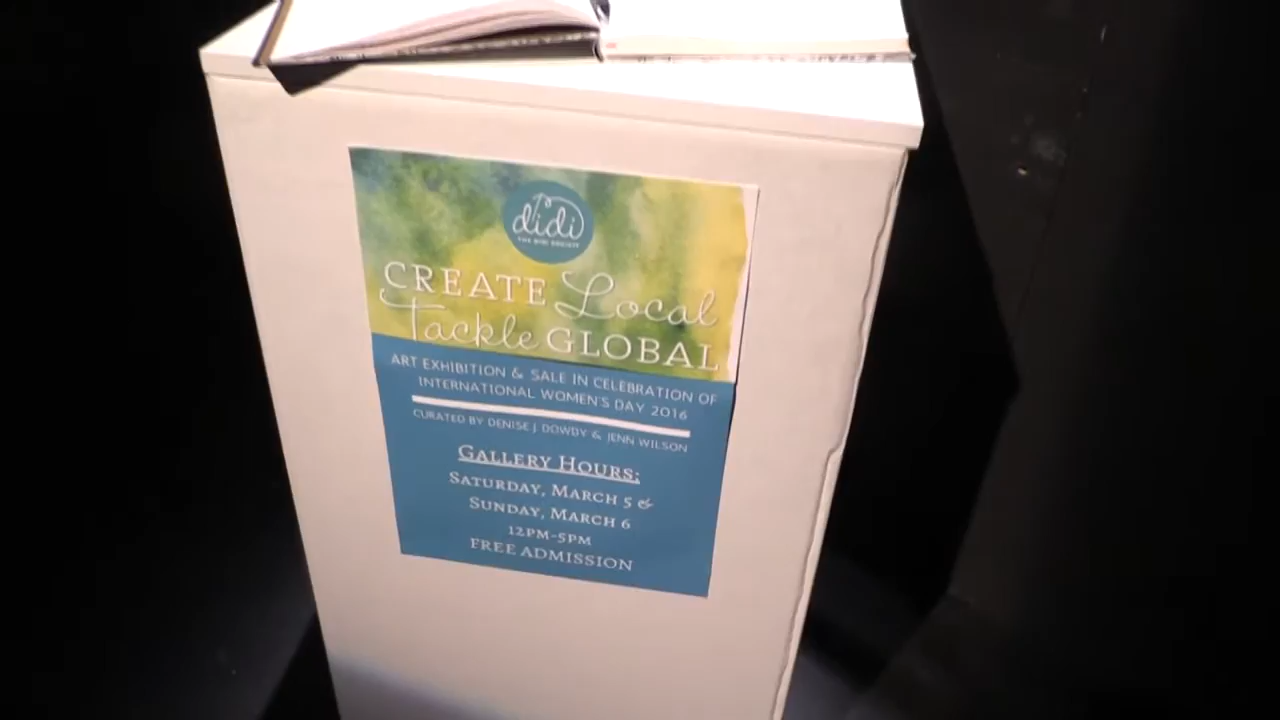 didi
THE DIDI SOCIETY
CREATE Local
Tackle GLOBAL
ART EXHIBITION & SALE IN CELEBRATION OF
INTERNATIONAL WOMEN'S DAY 2016
CURATED BY DENISE J. DOWDY & JENN WILSON
GALLERY HOURS:
SATURDAY, MARCH 5 &
SUNDAY, MARCH 6
12PM-5PM
FREE ADMISSION